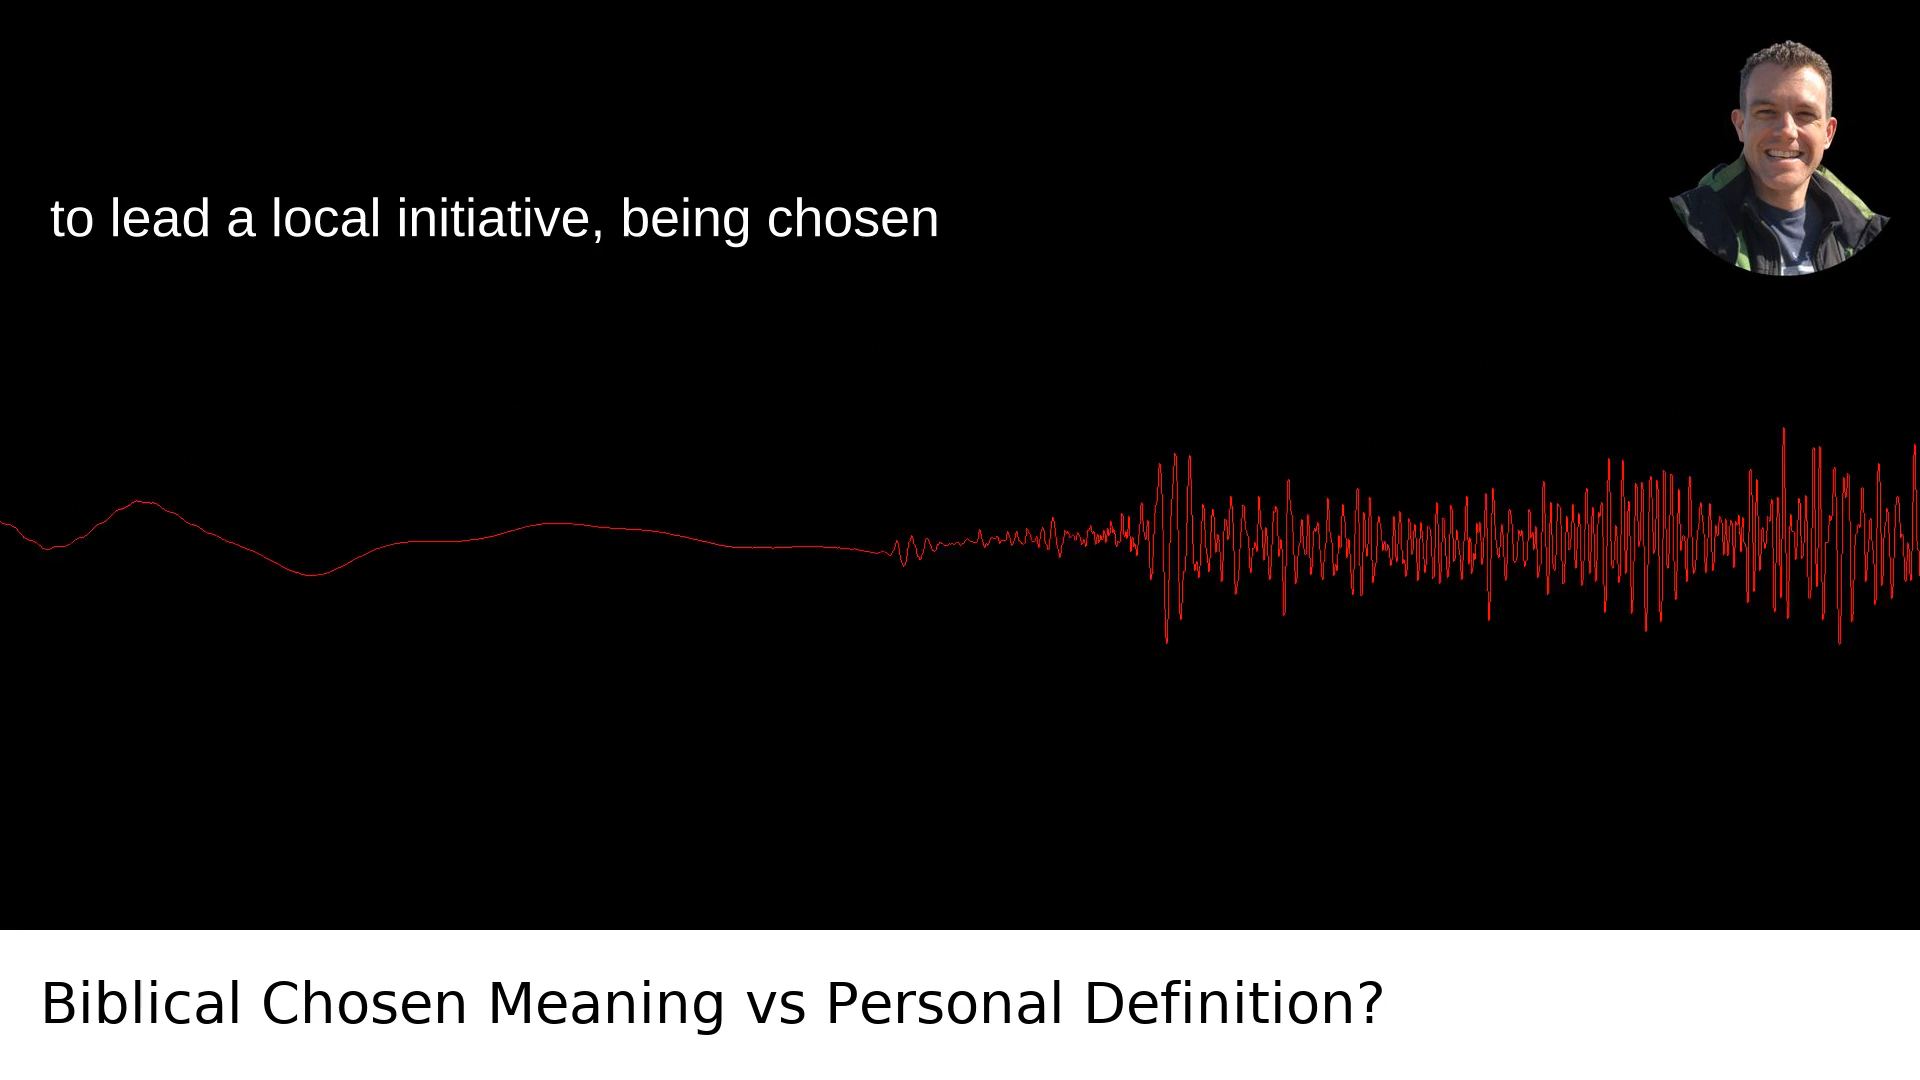 to lead a local initiative, being chosen
Biblical Chosen Meaning vs Personal Definition?